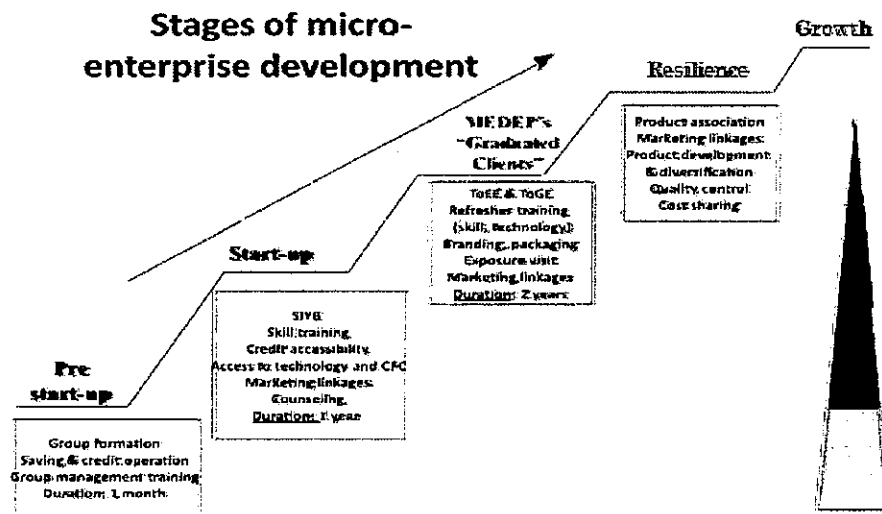 Stages of micro-
enterprise development
Growth
Resilience
Product association
Marketing linkages
Product development
& diversification
Quality control
Cost sharing
MEDEP's
"Graduated
Clients"
ToEE & ToGE
Refresher training
(skill, technology)
Branding, packaging
Exposure visit
Marketing linkages
Duration: 2 years
Start-up
SIYB
Skill training
Credit accessibility
Access to technology and CFC
Marketing linkages
Counseling
Duration: 1 year
Pre
start-up
Group formation
Saving & credit operation
Group management training
Duration: 1 month